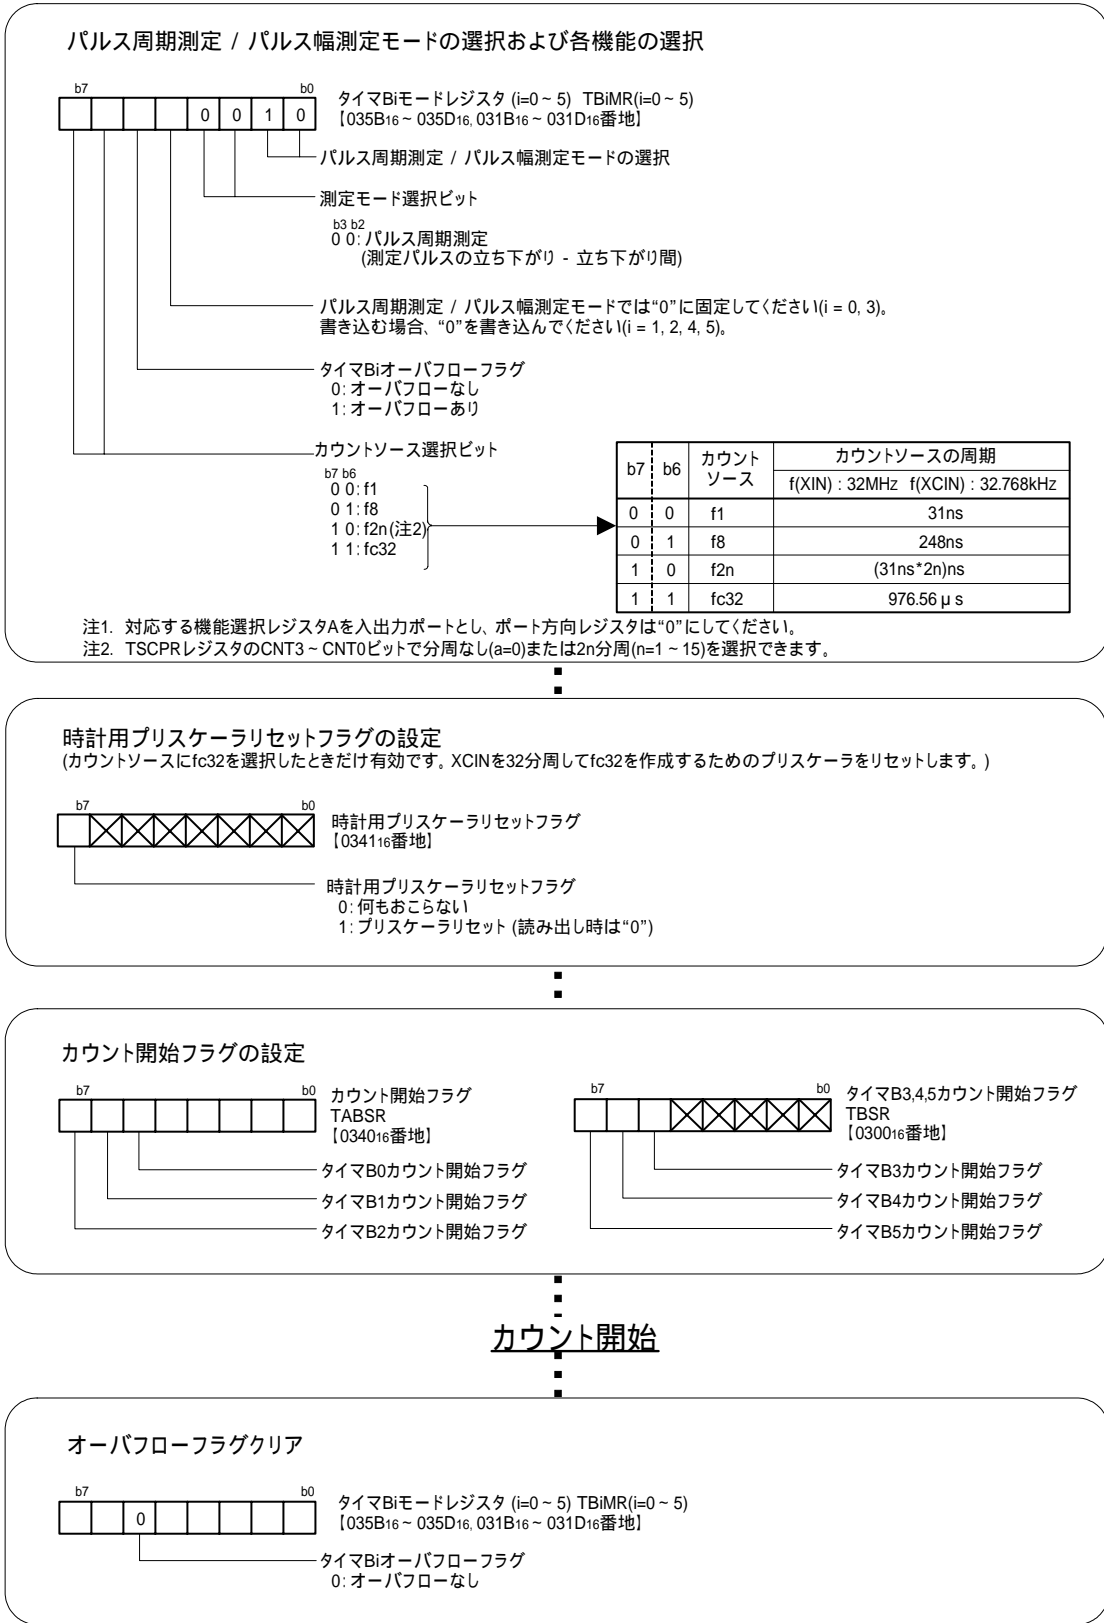 パルス周期測定 / パルス幅測定モードの選択および各機能の選択
b7 b0
0 0 1 0
タイマBiモードレジスタ (i=0 ~ 5) TBiMR(i=0 ~ 5)
【035B16 ~ 035D16, 031B16 ~ 031D16番地】
パルス周期測定 / パルス幅測定モードの選択
測定モード選択ビット
b3 b2
0 0: パルス周期測定
(測定パルスの立ち下がり - 立ち下がり間)
パルス周期測定 / パルス幅測定モードでは“0”に固定してください(i = 0, 3)。
書き込む場合、“0”を書き込んでください(i = 1, 2, 4, 5)。
タイマBiオーバフローフラグ
0: オーバフローなし
1: オーバフローあり
カウントソース選択ビット
b7 b6
0 0: f1
0 1: f8
1 0: f2n(注2)
1 1: fc32
b7 b6 カウントソース カウントソースの周期
f(XIN) : 32MHz f(XCIN) : 32.768kHz
0 0 f1 31ns
0 1 f8 248ns
1 0 f2n (31ns*2n)ns
1 1 fc32 976.56 μ s
注1. 対応する機能選択レジスタAを入出力ポートとし、ポート方向レジスタは“0”にしてください。
注2. TSCPRレジスタのCNT3 ~ CNT0ビットで分周なし(a=0)または2n分周(n=1 ~ 15)を選択できます。
時計用プリスケーラリセットフラグの設定
(カウントソースにfc32を選択したときだけ有効です。XCINを32分周してfc32を作成するためのプリスケーラをリセットします。)
b7 b0
時計用プリスケーラリセットフラグ
【034116番地】
時計用プリスケーラリセットフラグ
0: 何もおこらない
1: プリスケーラリセット (読み出し時は“0”)
カウント開始フラグの設定
b7 b0
カウント開始フラグ
TABSR
【034016番地】
タイマB0カウント開始フラグ
タイマB1カウント開始フラグ
タイマB2カウント開始フラグ
b7 b0
タイマB3,4,5カウント開始フラグ
TBSR
【030016番地】
タイマB3カウント開始フラグ
タイマB4カウント開始フラグ
タイマB5カウント開始フラグ
カウント開始
オーバフローフラグクリア
b7 b0
0
タイマBiモードレジスタ (i=0 ~ 5) TBiMR(i=0 ~ 5)
【035B16 ~ 035D16, 031B16 ~ 031D16番地】
タイマBiオーバフローフラグ
0: オーバフローなし